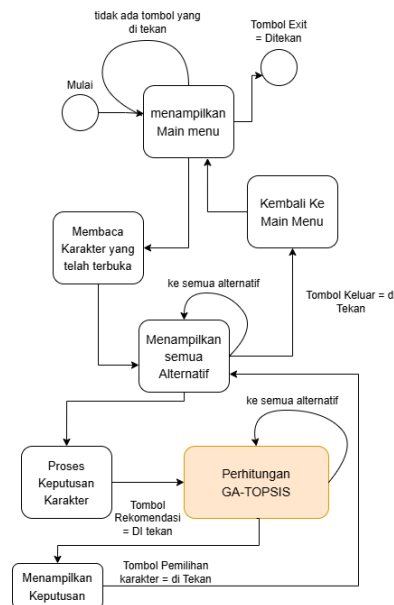 tidak ada tombol yang
di tekan
Tombol Exit
= Ditekan
Mulai
menampilkan
Main menu
Kembali Ke
Main Menu
Membaca
Karakter yang
telah terbuka
ke semua alternatif
Tombol Keluar = d
Tekan
Menampilkan
semua
Alternatif
ke semua alternatif
Proses
Keputusan
Karakter
Perhitungan
GA-TOPSIS
Tombol
Rekomendasi
= DI tekan
Tombol Pemilihan
karakter = di Tekan
Menampilkan
Keputusan